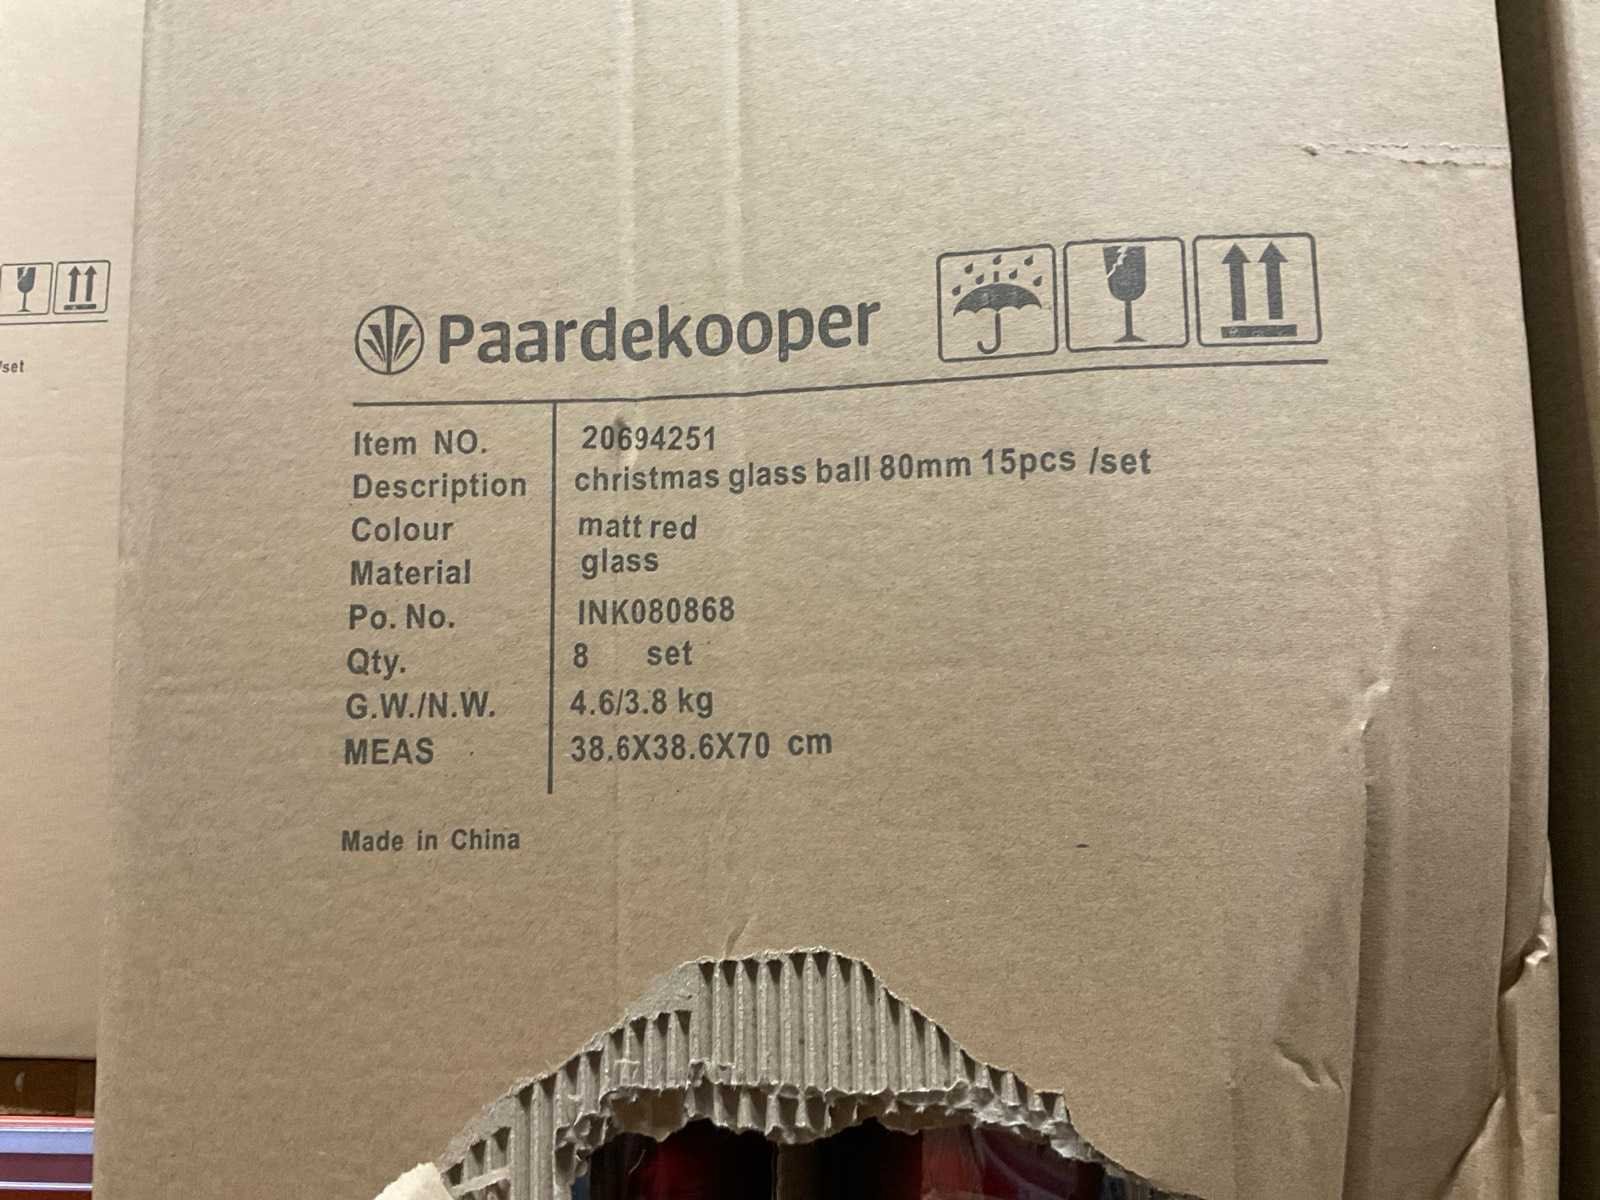 /set
Paardekooper
Item NO. 20694251
Description christmas glass ball 80mm 15pcs /set
Colour matt red
Material glass
Po. No. INK080868
Qty. 8 set
G.W./N.W. 4.6/3.8 kg
MEAS 38.6X38.6X70 cm
Made in China